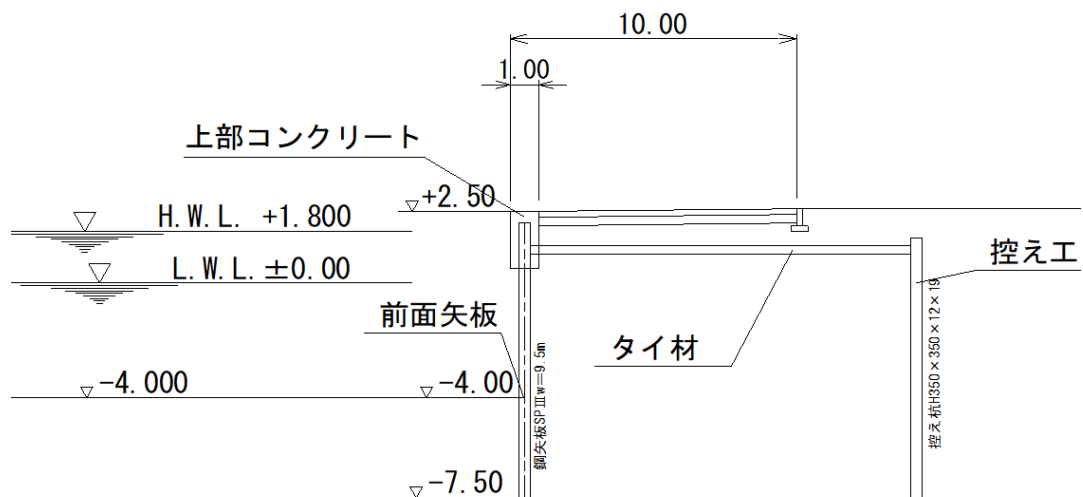 10.00
1.00
上部コンクリート
+2.50
H.W.L. +1.800
L.W.L. ±0.00
控え工
前面矢板
タイ材
-4.000
-4.00
-7.50
鋼矢板SPⅢw=9.5m
控え杭H350×350×12×19